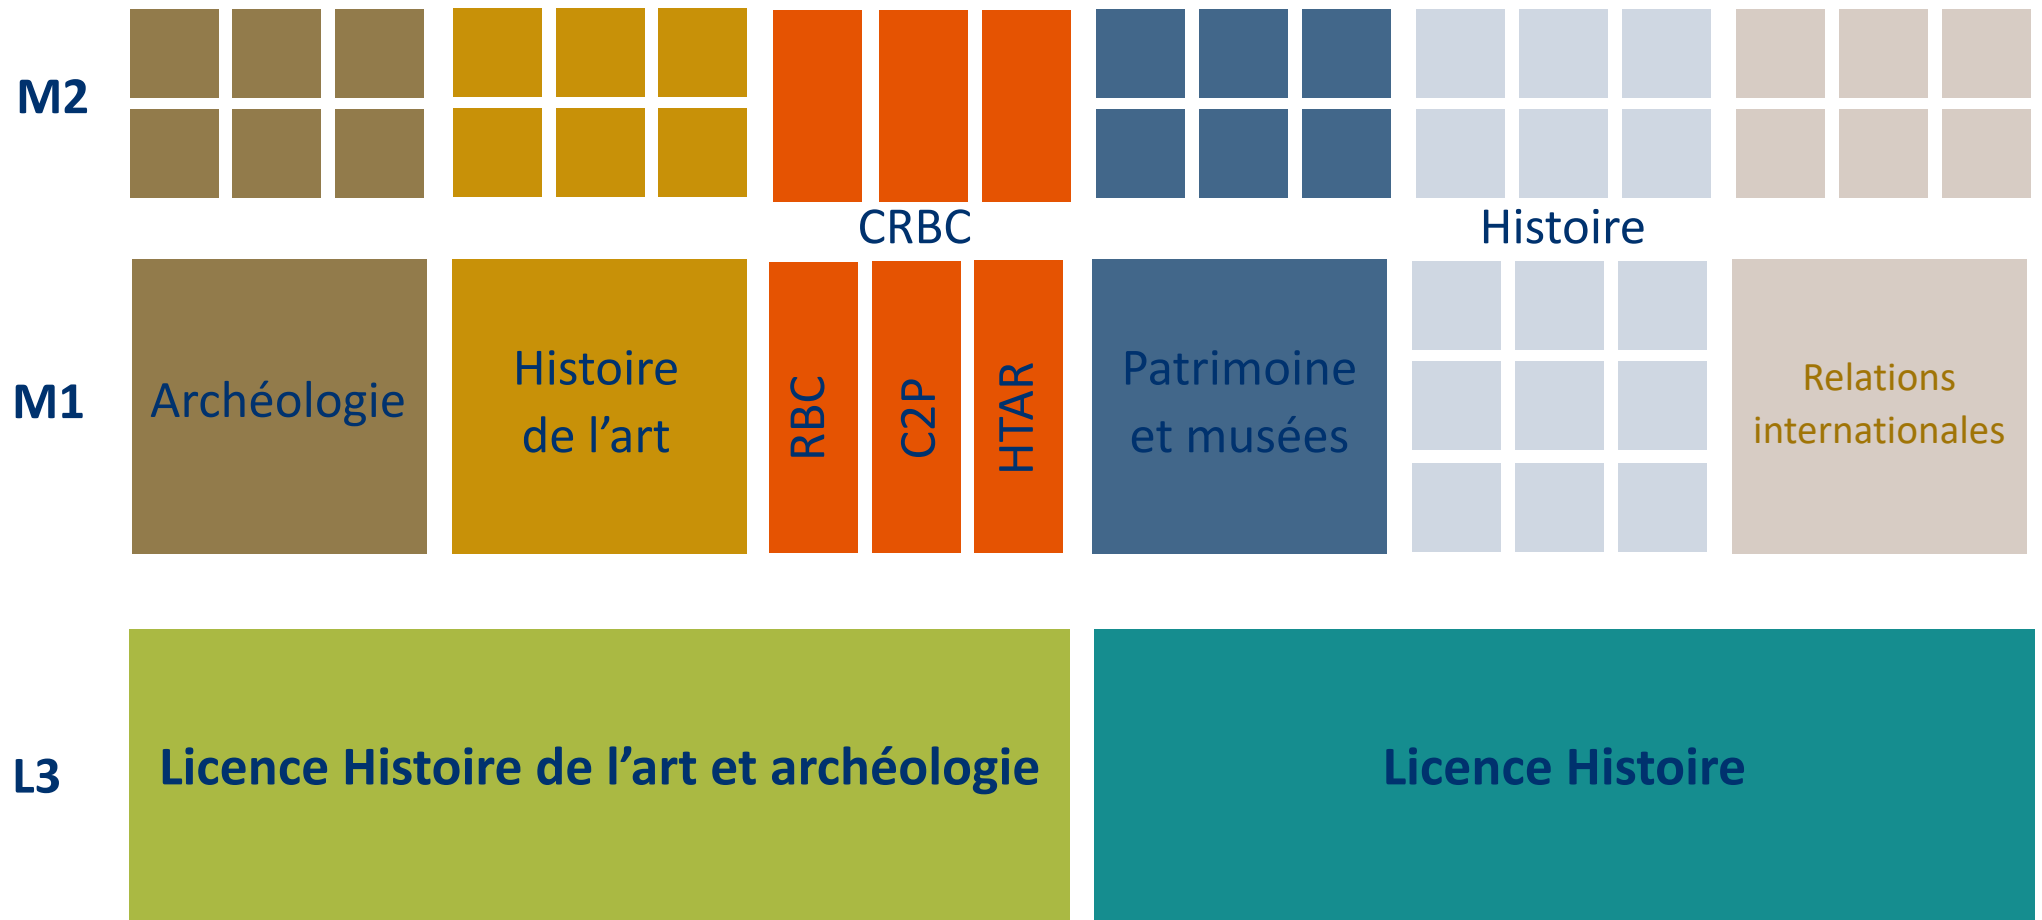 M2
CRBC
Histoire
M1
Archéologie
Histoire
de l’art
RBC
C2P
HTAR
Patrimoine
et musées
Relations
internationales
L3
Licence Histoire de l’art et archéologie
Licence Histoire